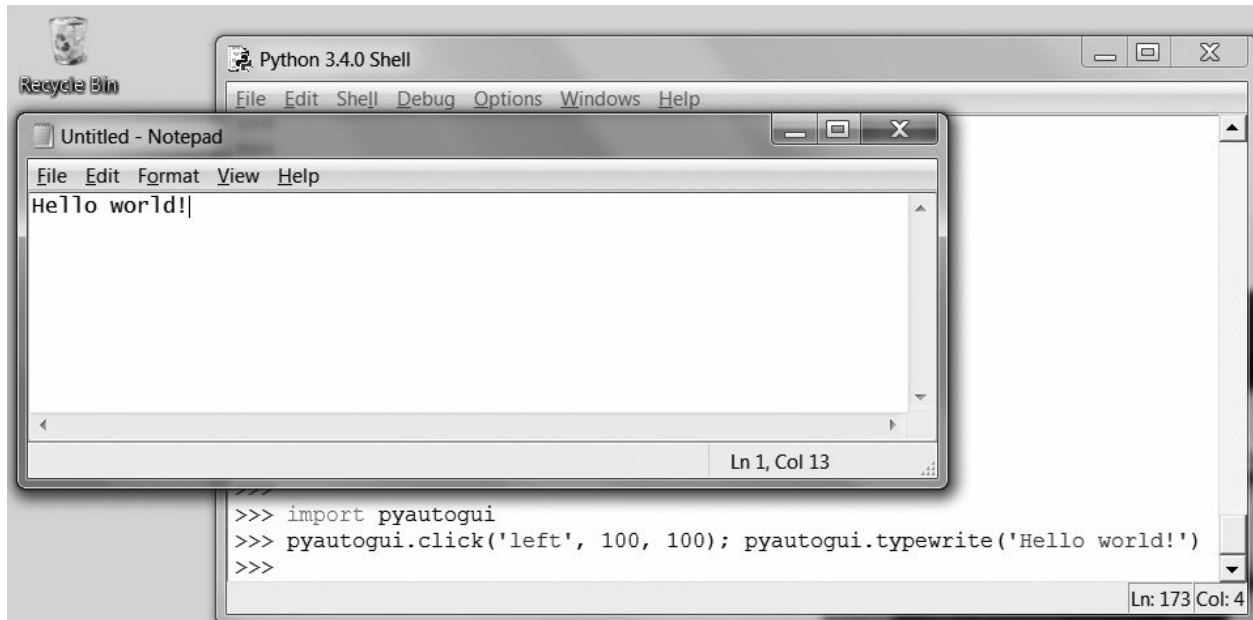 Recycle Bin
Python 3.4.0 Shell
File Edit Shell Debug Options Windows Help
Untitled - Notepad
File Edit Format View Help
Hello world!
Ln 1, Col 13
>>>
>>> import pyautogui
>>> pyautogui.click('left', 100, 100); pyautogui.typewrite('Hello world!')
>>>
Ln: 173 Col: 4